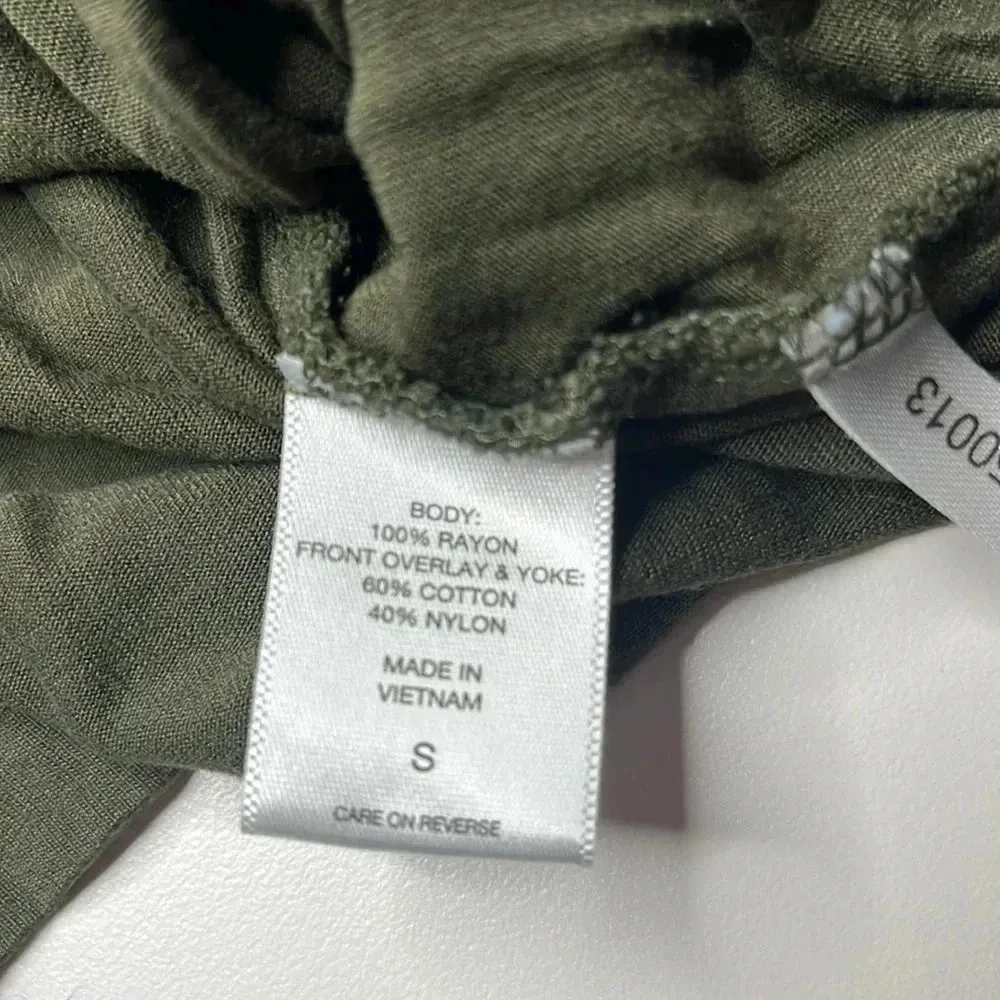 BODY:
100% RAYON
FRONT OVERLAY & YOKE:
60% COTTON
40% NYLON
MADE IN
VIETNAM
S
CARE ON REVERSE